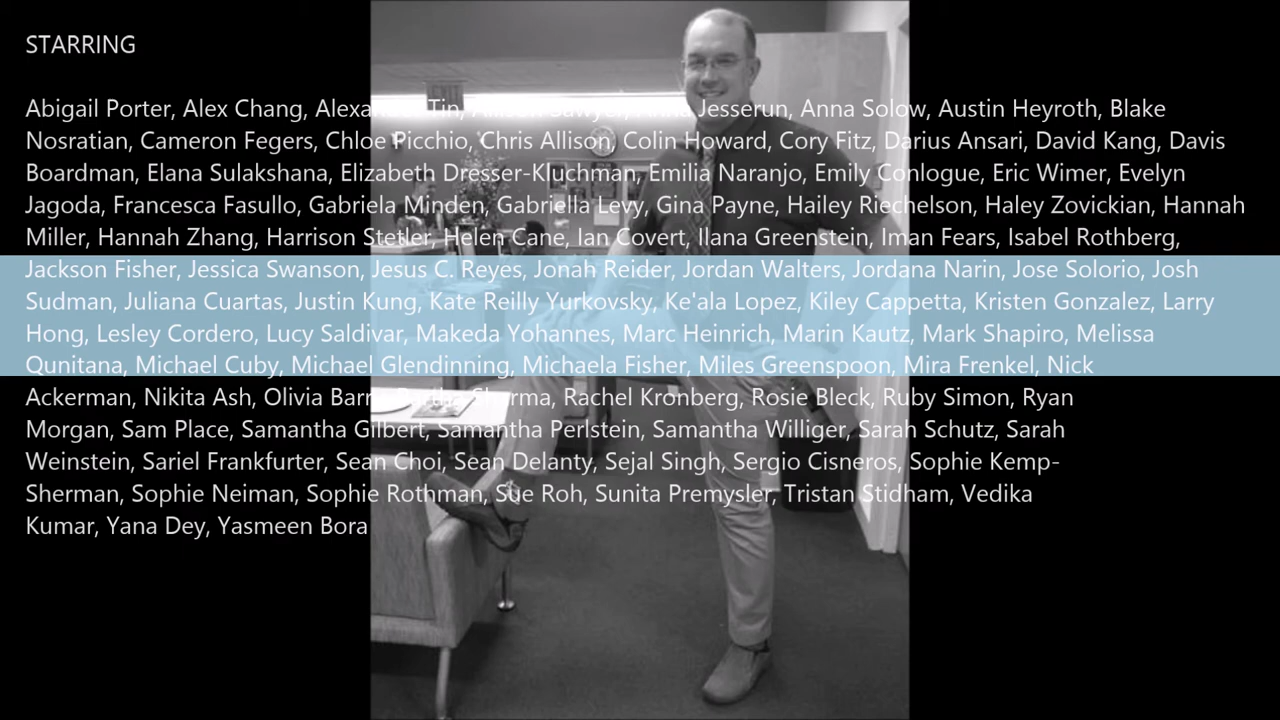 STARRING
Abigail Porter, Alex Chang, Alexander Tin, Allison Sawyer, Anna Jesserun, Anna Solow, Austin Heyroth, Blake
Nosratian, Cameron Fegers, Chloe Picchio, Chris Allison, Colin Howard, Cory Fitz, Darius Ansari, David Kang, Davis
Boardman, Elana Sulakshana, Elizabeth Dresser-Kluchman, Emilia Naranjo, Emily Conlogue, Eric Wimer, Evelyn
Jagoda, Francesca Fasullo, Gabriela Minden, Gabriella Levy, Gina Payne, Hailey Riechelson, Haley Zovickian, Hannah
Miller, Hannah Zhang, Harrison Stetler, Helen Cane, Ian Covert, Ilana Greenstein, Iman Fears, Isabel Rothberg,
Jackson Fisher, Jessica Swanson, Jesus C. Reyes, Jonah Reider, Jordan Walters, Jordana Narin, Jose Solorio, Josh
Sudman, Juliana Cuartas, Justin Kung, Kate Reilly Yurkovsky, Ke'ala Lopez, Kiley Cappetta, Kristen Gonzalez, Larry
Hong, Lesley Cordero, Lucy Saldivar, Makeda Yohannes, Marc Heinrich, Marin Kautz, Mark Shapiro, Melissa
Qunitana, Michael Cuby, Michael Glendinning, Michaela Fisher, Miles Greenspoon, Mira Frenkel, Nick
Ackerman, Nikita Ash, Olivia Sharma, Rachel Kronberg, Rosie Bleck, Ruby Simon, Ryan
Morgan, Sam Place, Samantha Gilbert, Samantha Perlstein, Samantha Williger, Sarah Schutz, Sarah
Weinstein, Sariel Frankfurter, Sean Choi, Sean Delanty, Sejal Singh, Sergio Cisneros, Sophie Kemp-
Sherman, Sophie Neiman, Sophie Rothman, Sue Roh, Sunita Premysler, Tristan Stidham, Vedika
Kumar, Yana Dey, Yasmeen Bora